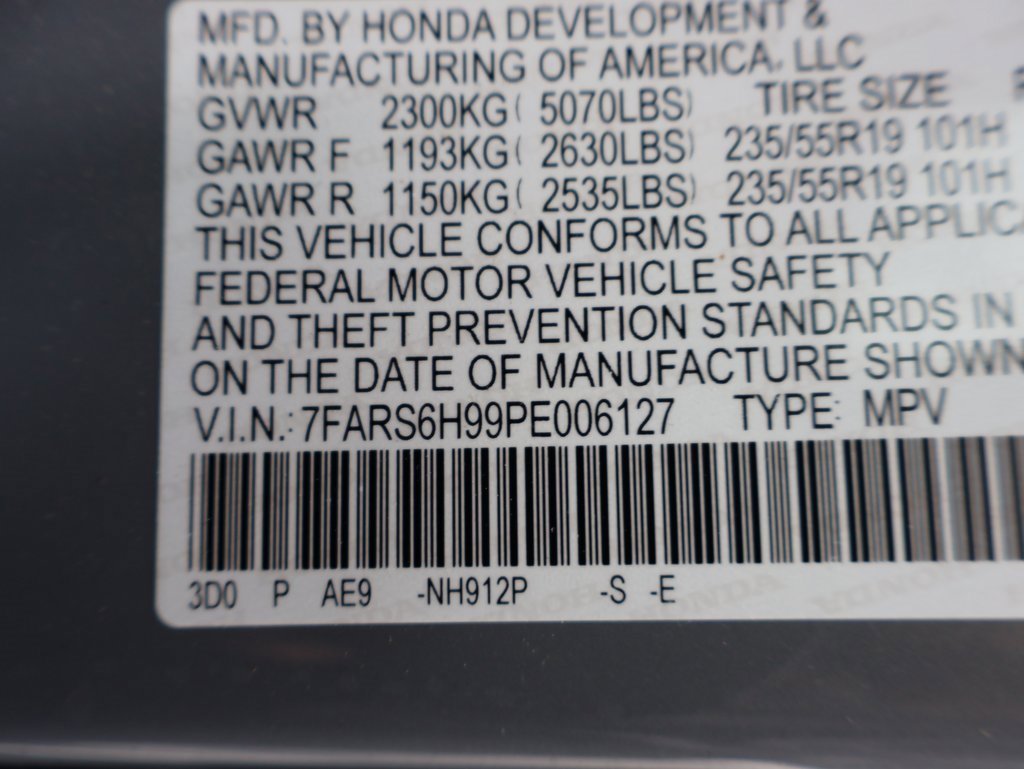 MFD. BY HONDA DEVELOPMENT &
MANUFACTURING OF AMERICA, LLC
GVWR 2300KG( 5070LBS) TIRE SIZE
GAWR F 1193KG( 2630LBS) 235/55R19 101H
GAWR R 1150KG( 2535LBS) 235/55R19 101H
THIS VEHICLE CONFORMS TO ALL APPLIC
FEDERAL MOTOR VEHICLE SAFETY
AND THEFT PREVENTION STANDARDS IN
ON THE DATE OF MANUFACTURE SHOWN
V.I.N.: 7FARS6H99PE006127 TYPE: MPV
3D0 P AE9 -NH912P -S -E